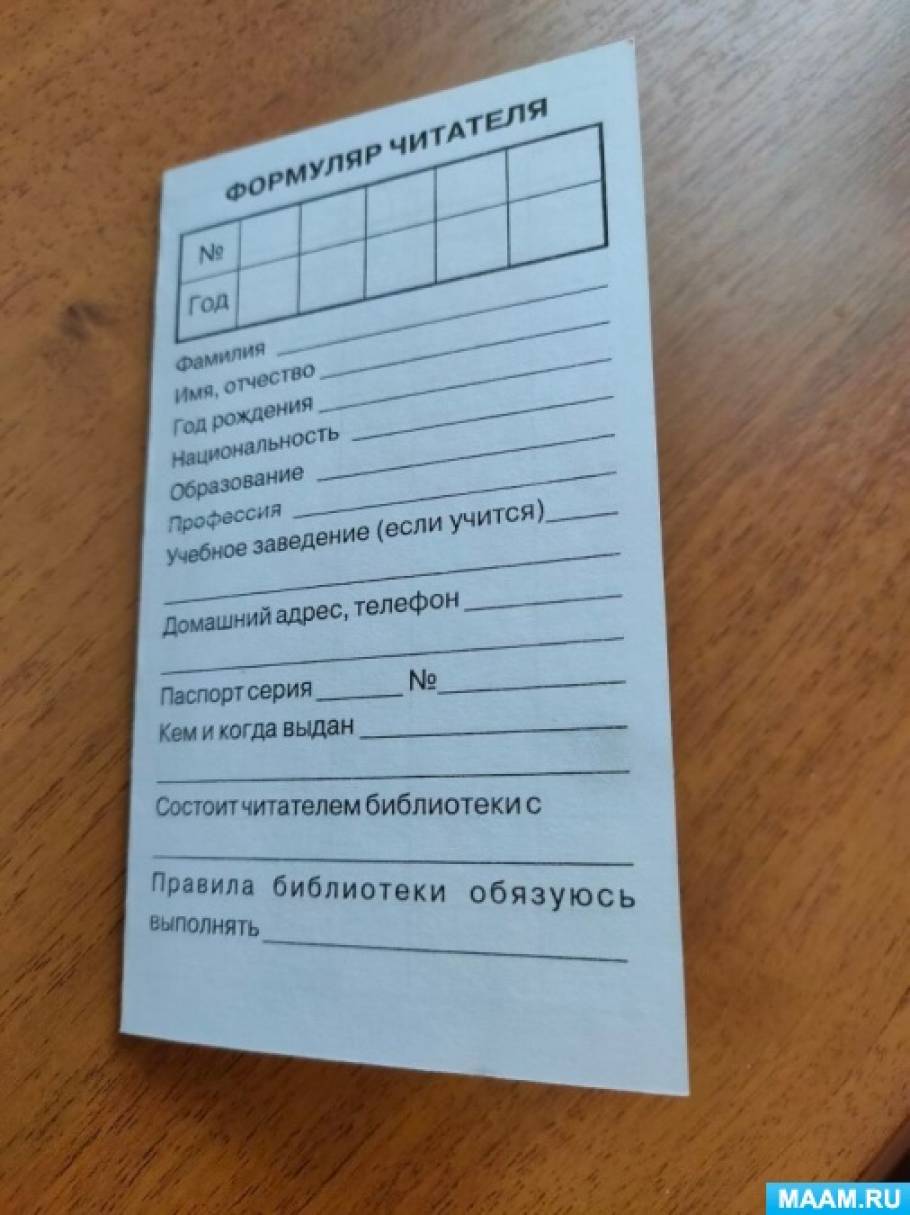 ФОРМУЛЯР ЧИТАТЕЛЯ
№
Год
Фамилия
Имя, отчество
Год рождения
Национальность
Образование
Профессия
Учебное заведение (если учится)
Домашний адрес, телефон
Паспорт серия №
Кем и когда выдан
Состоит читателем библиотеки с
Правила библиотеки обязуюсь
выполнять
MAAM.RU